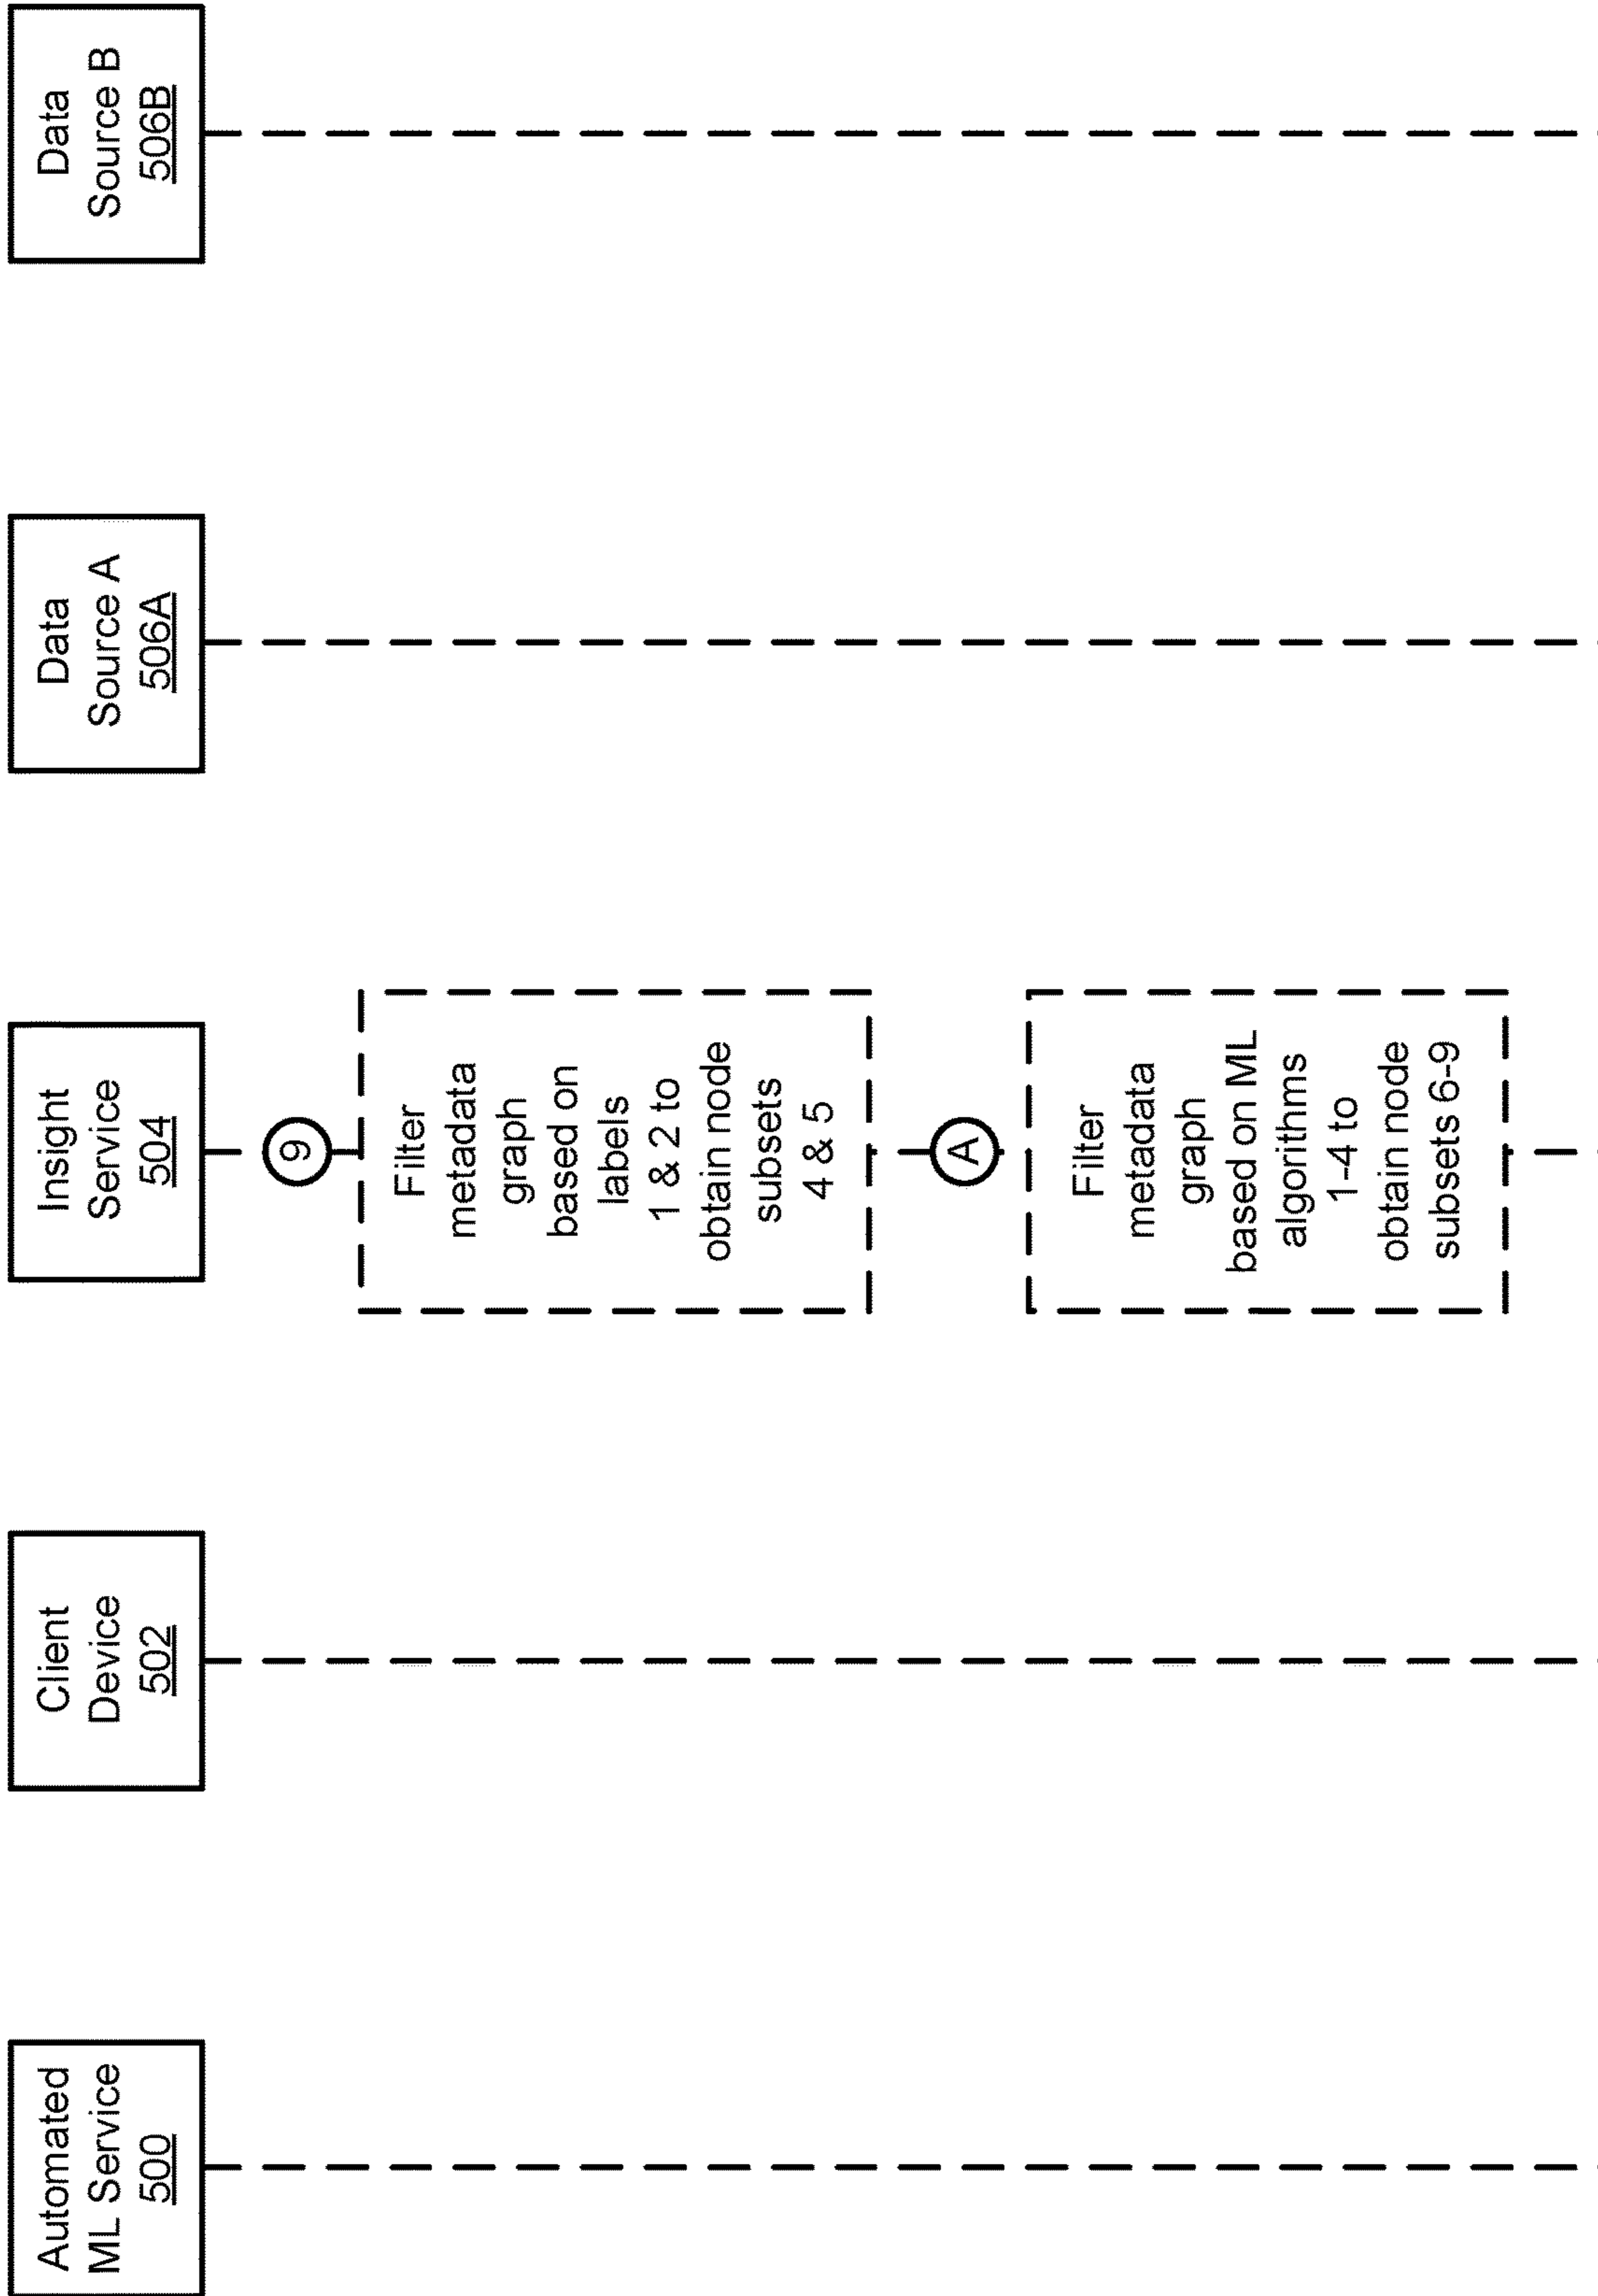 Automated
ML Service
500
Client
Device
502
Insight
Service
504
Data
Source A
506A
Data
Source B
506B
9
Filter
metadata
graph
based on
labels
1 & 2 to
obtain node
subsets
4 & 5
A
Filter
metadata
graph
based on ML
algorithms
1-4 to
obtain node
subsets 6-9